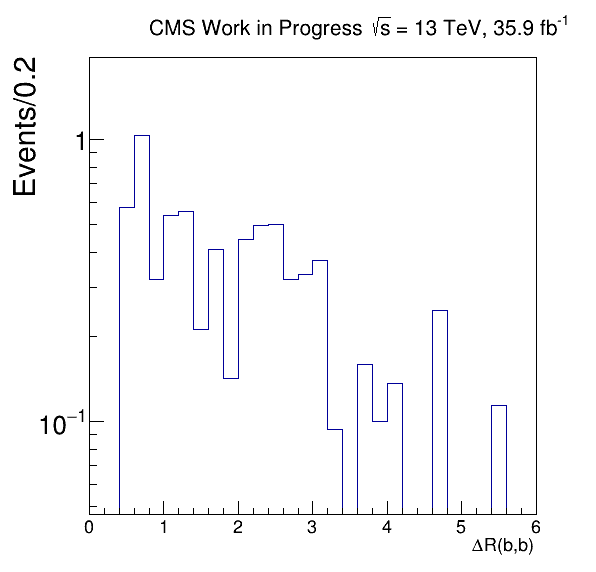 CMS Work in Progress √s = 13 TeV, 35.9 fb⁻¹
Events/0.2
1
10⁻¹
0 1 2 3 4 5 6
ΔR(b,b)